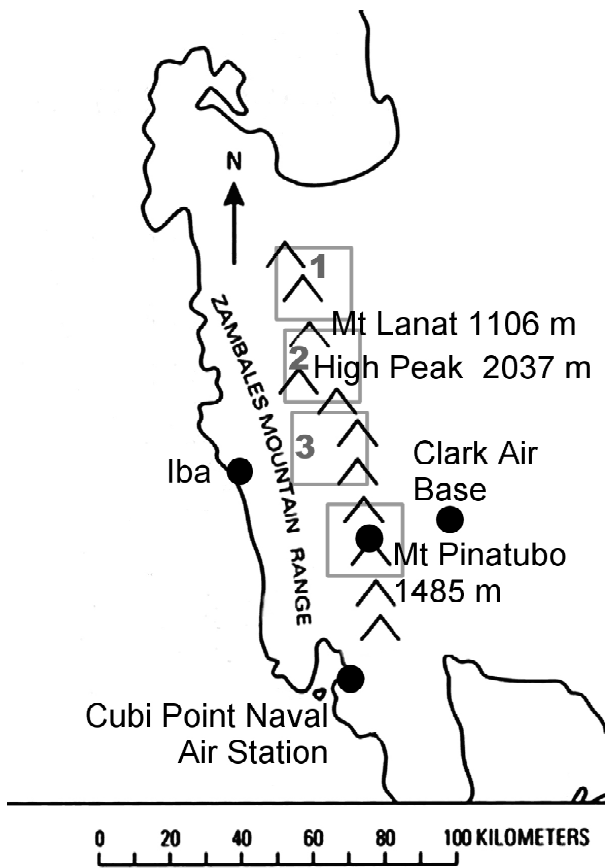 N
1
Mt Lanat 1106 m
2
High Peak 2037 m
ZAMBALES MOUNTAIN RANGE
3
Clark Air
Base
Iba
Mt Pinatubo
1485 m
Cubi Point Naval
Air Station
0 20 40 60 80 100 KILOMETERS